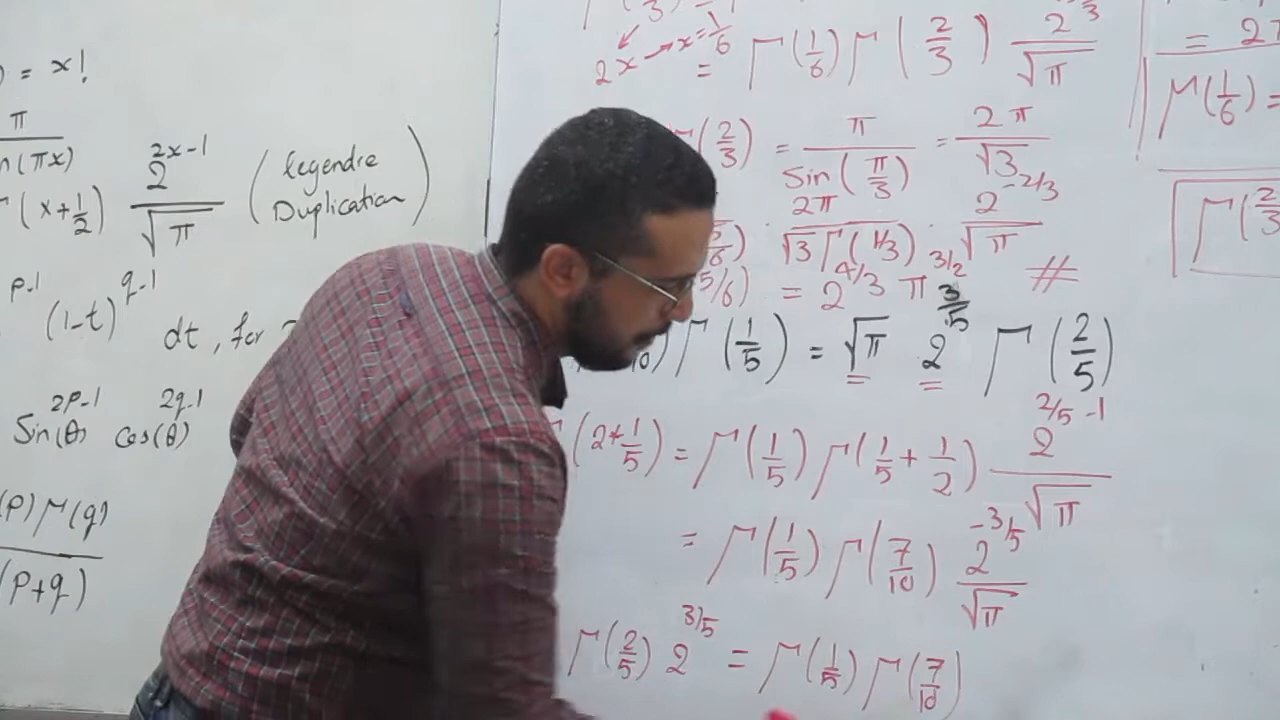 ) = x!
π
n(πx)
Γ(x+1/2) 2^(2x-1)/√π (Legendre Duplication)
p-1 (1-t)^(q-1) dt, for
Sin(θ)^(2p-1) cos(θ)^(2q-1)
(p) Γ(q)
(p+q)
2x → x = 1/6
= Γ(1/6) Γ(2/3) /√π
(2/3) = π/Sin(π/3) = 2π/√3
2π/(√3 Γ(1/3)) · 2^(-2/3)/√π
(5/6) = 2^(4/3) π^(3/2) #
Γ(1/5) = √π 2^(3/5) Γ(2/5)
(2*1/5) = Γ(1/5) Γ(1/5 + 1/2) 2^(2/5 -1)/√π
= Γ(1/5) Γ(7/10) 2^(-3/5)/√π
Γ(2/5) 2^(3/5) = Γ(1/5) Γ(7/10)
Γ(1/6) =
Γ(2/3